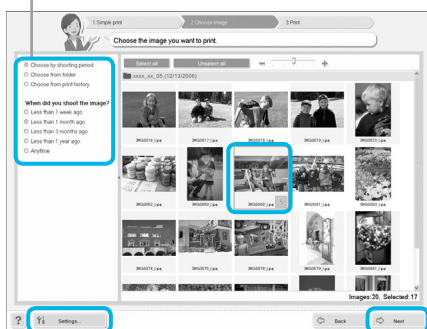 1.Simple print
2.Choose image
3.Print
Choose the image you want to print.
Choose by shooting period
Choose from folder
Choose from print history
When did you shoot the image?
Less than 1 week ago
Less than 1 month ago
Less than 3 months ago
Less than 1 year ago
Anytime
Select all
Unselect all
xxxx_xx_05 (12/13/2006)
Images: 20, Selected: 17
?
Settings...
Back
Next